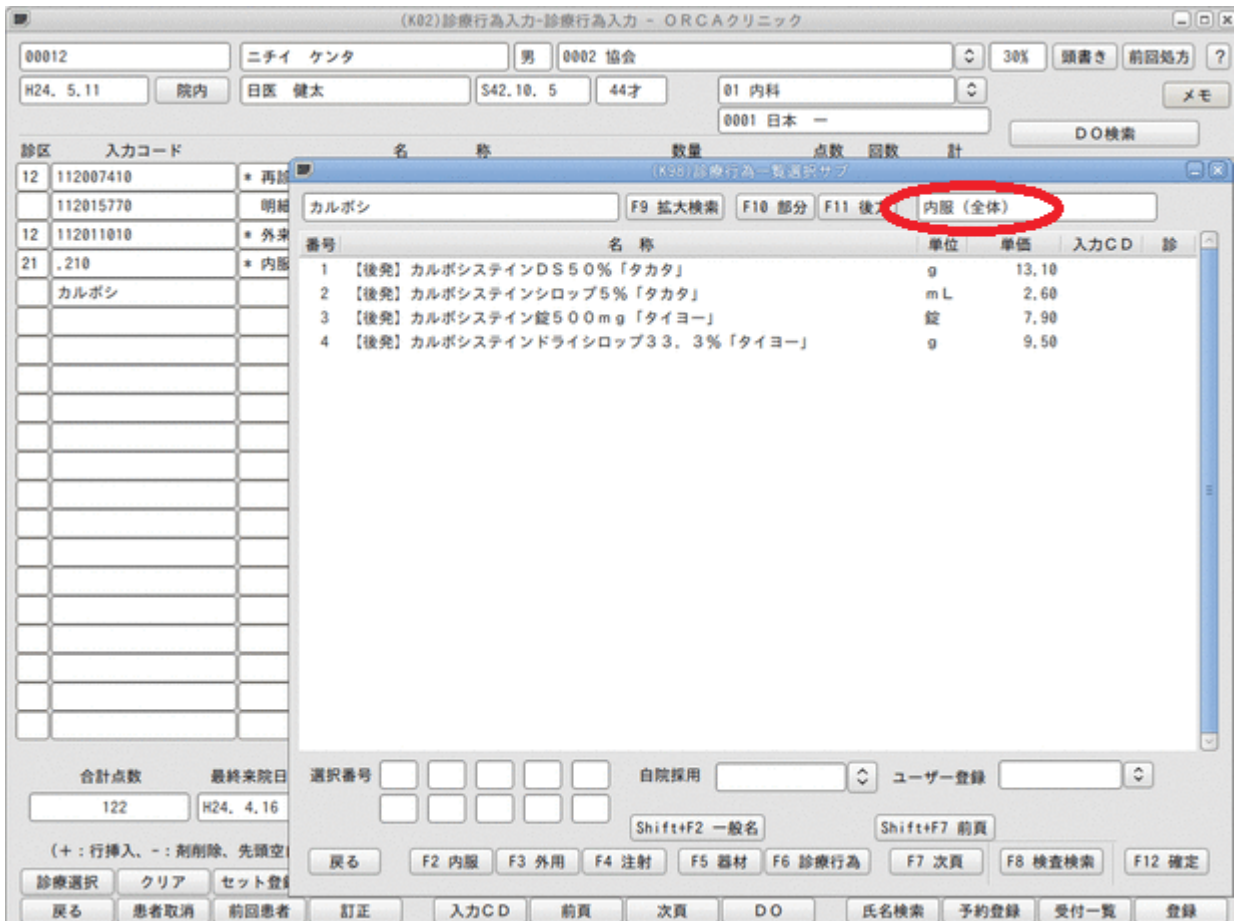 (K02)診療行為入力-診療行為入力 - ORCAクリニック
00012 ニチイ ケンタ 男 0002 協会 30% 頭書き 前回処方 ?
H24. 5.11 院内 日医 健太 S42.10. 5 44才 01 内科 メモ
0001 日本 一
DO検索
診区 入力コード 名 称 数量 点数 回数 計
(K98)診療行為一覧選択サブ
12 112007410 * 再診
112015770 明細
12 112011010 * 外来
21 .210 * 内服
カルボシ
カルボシ F9 拡大検索 F10 部分 F11 後方 内服(全体)
番号 名 称 単位 単価 入力CD 診
1 【後発】カルボシステインDS50%「タカタ」 g 13.10
2 【後発】カルボシステインシロップ5%「タカタ」 mL 2.60
3 【後発】カルボシステイン錠500mg「タイヨー」 錠 7.90
4 【後発】カルボシステインドライシロップ33.3%「タイヨー」 g 9.50
選択番号 自院採用 ユーザー登録
Shift+F2 一般名 Shift+F7 前頁
戻る F2 内服 F3 外用 F4 注射 F5 器材 F6 診療行為 F7 次頁 F8 検査検索 F12 確定
合計点数 最終来院日
122 H24. 4.16
(+:行挿入、-:剤削除、先頭空
診療選択 クリア セット登録
戻る 患者取消 前回患者 訂正 入力CD 前頁 次頁 DO 氏名検索 予約登録 受付一覧 登録